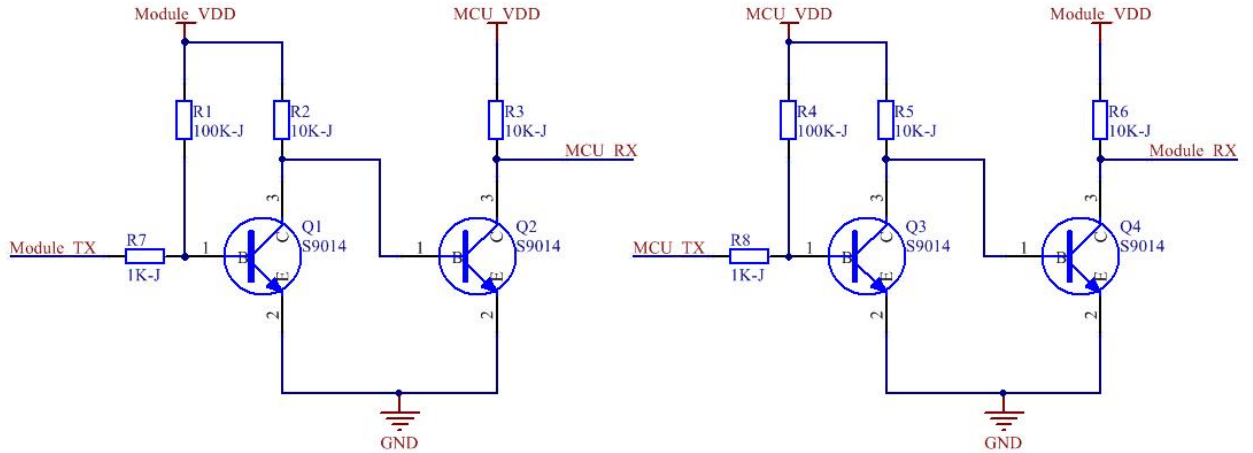 Module_VDD
MCU_VDD
MCU_VDD
Module_VDD
R1
100K-J
R2
10K-J
R3
10K-J
R4
100K-J
R5
10K-J
R6
10K-J
MCU_RX
Module_RX
3
3
3
3
Module_TX
R7
1K-J
1
B
C
E
Q1
S9014
2
1
B
C
E
Q2
S9014
2
MCU_TX
R8
1K-J
1
B
C
E
Q3
S9014
2
1
B
C
E
Q4
S9014
2
GND
GND